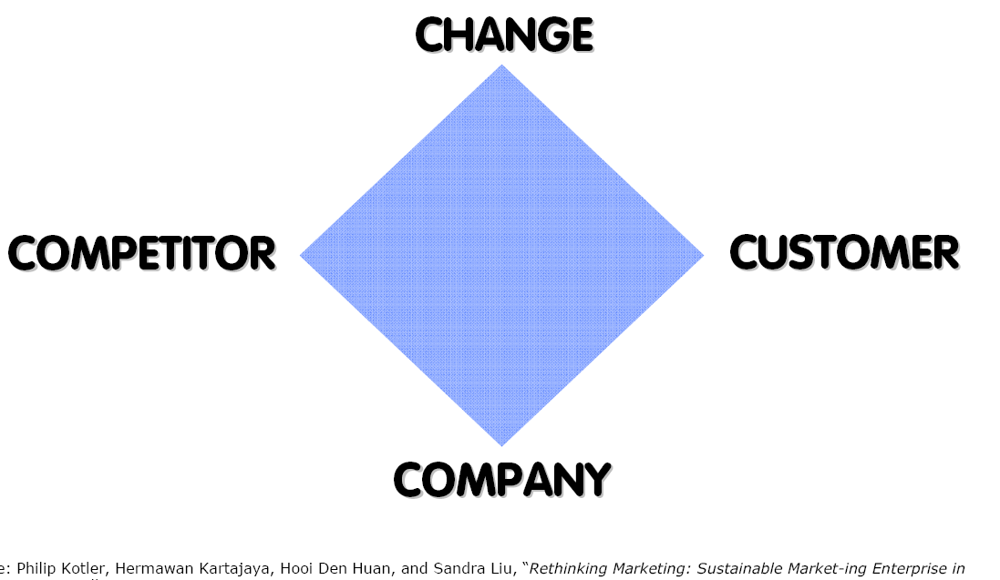 CHANGE
COMPETITOR
CUSTOMER
COMPANY
e: Philip Kotler, Hermawan Kartajaya, Hooi Den Huan, and Sandra Liu, “Rethinking Marketing: Sustainable Market-ing Enterprise in